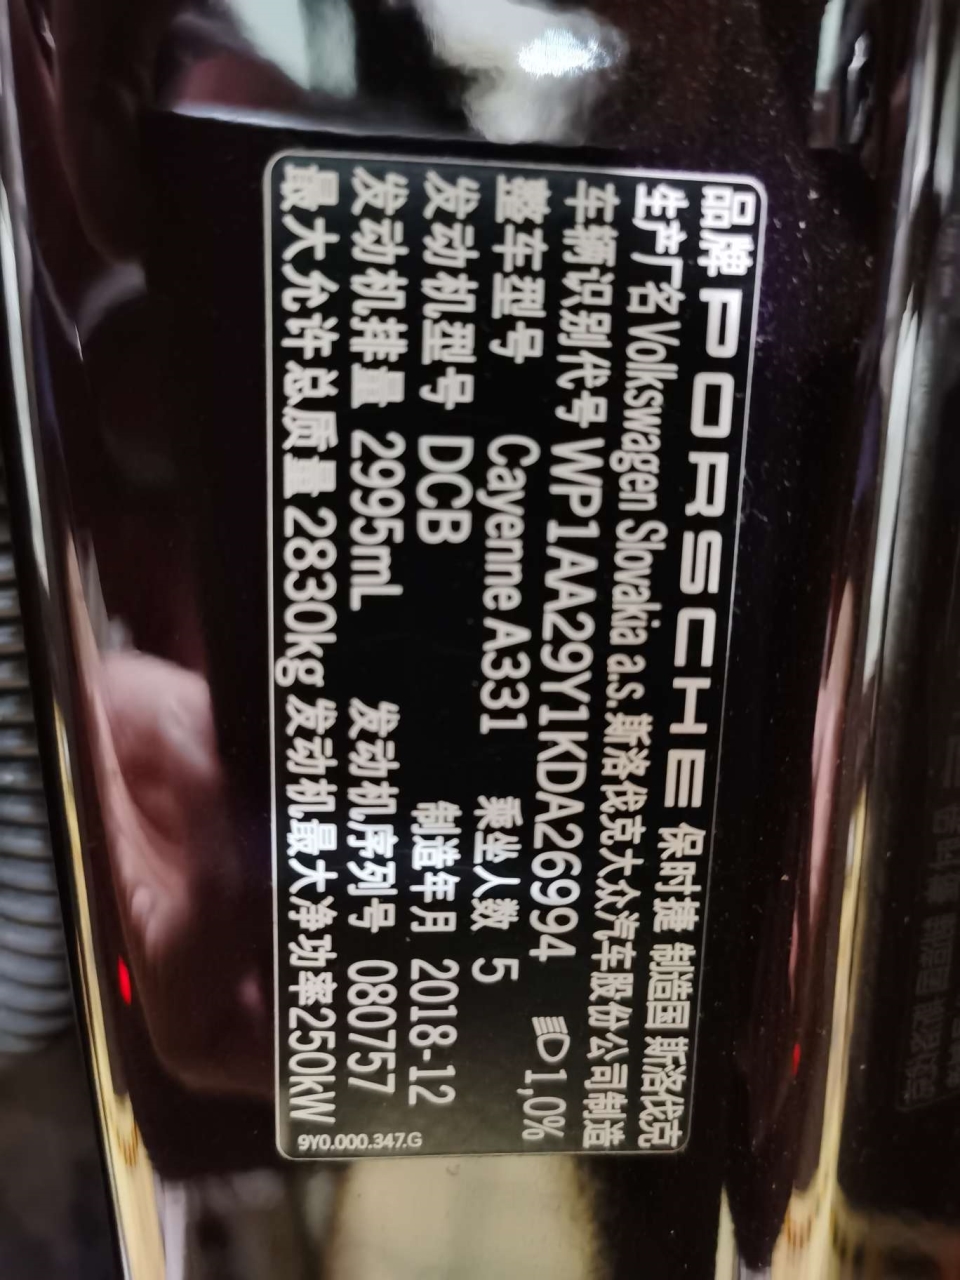 品牌 PORSCHE 保时捷 制造国 斯洛伐克
生产厂名 Volkswagen Slovakia a.s. 斯洛伐克大众汽车股份公司制造
车辆识别代号 WP1AA29Y1KDA26994 1,0%
整车型号 Cayenne A331 乘坐人数 5
发动机型号 DCB 制造年月 2018-12
发动机排量 2995mL 发动机序列号 080757
最大允许总质量 2830kg 发动机最大净功率250kW
9Y0.000.347.G